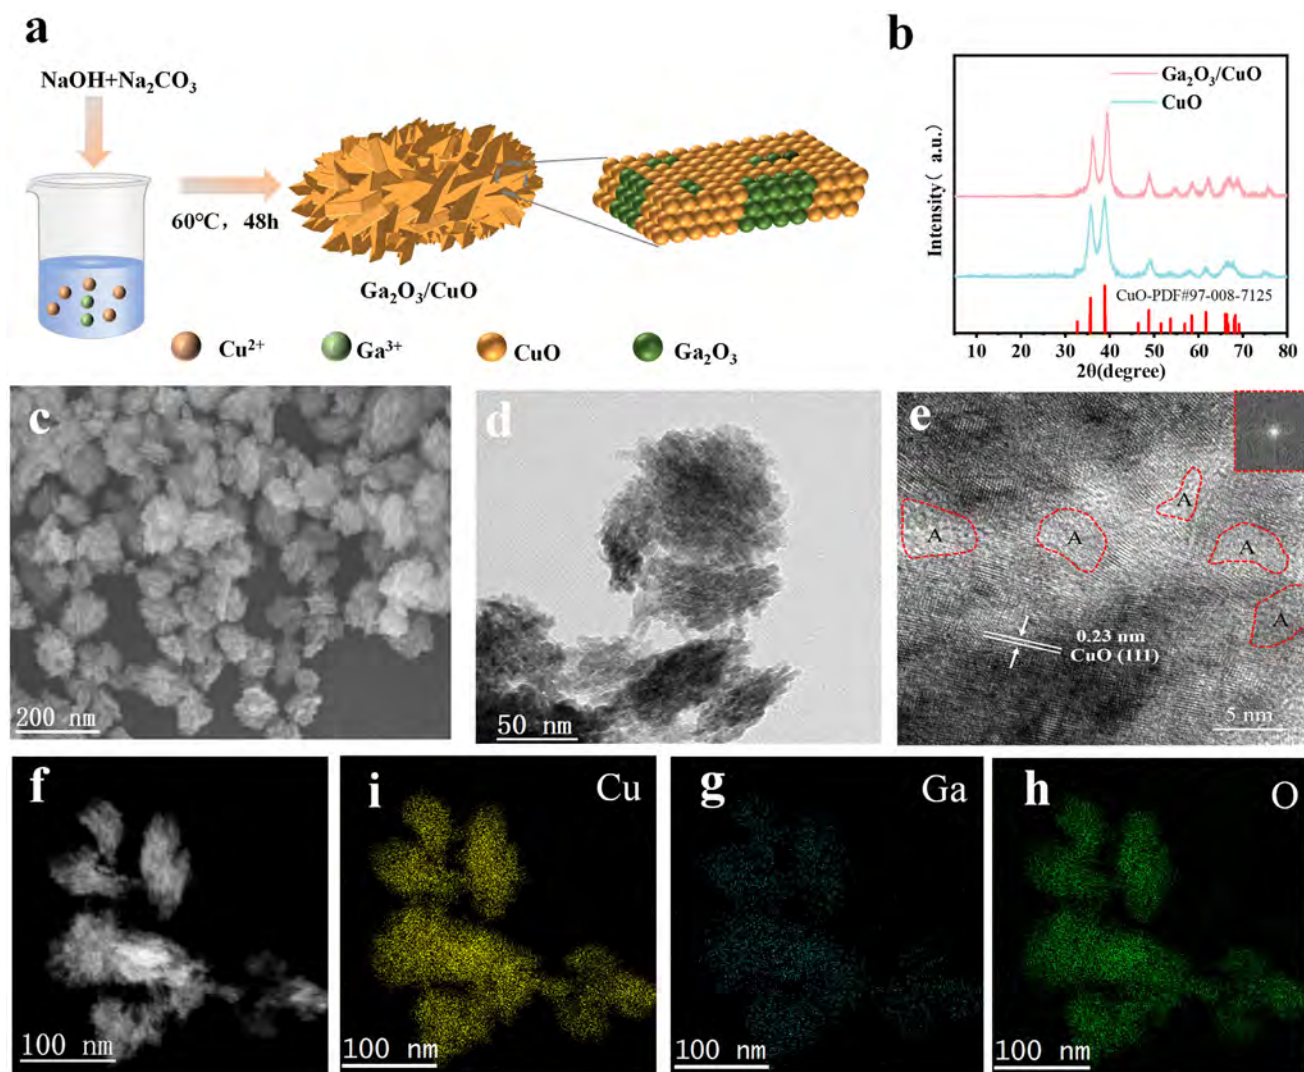 a
NaOH+Na₂CO₃
60°C, 48h
Ga₂O₃/CuO
Cu²⁺
Ga³⁺
CuO
Ga₂O₃
b
Ga₂O₃/CuO
CuO
Intensity( a.u.)
CuO-PDF#97-008-7125
10 20 30 40 50 60 70 80
2θ(degree)
c
200 nm
d
50 nm
e
A
A
A
A
A
0.23 nm
CuO (111)
5 nm
f
100 nm
i
Cu
100 nm
g
Ga
100 nm
h
O
100 nm